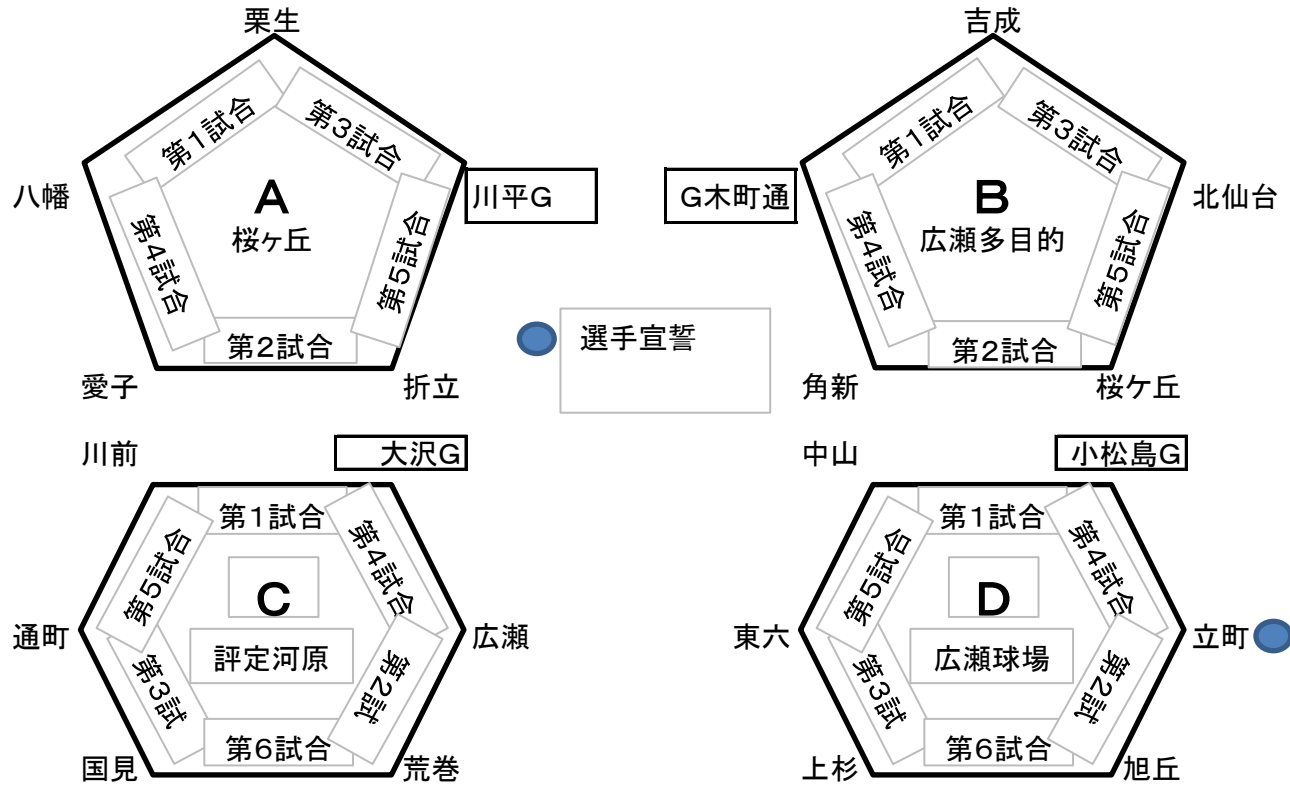 栗生
第1試合
第3試合
八幡
A
川平G
桜ヶ丘
第4試合
第5試合
第2試合
愛子
折立
吉成
第1試合
第3試合
G木町通
B
北仙台
広瀬多目的
第4試合
第5試合
第2試合
角新
桜ケ丘
選手宣誓
川前
大沢G
第1試合
第5試合
第4試合
C
通町
評定河原
広瀬
第3試
第2試
第6試合
国見
荒巻
中山
小松島G
第1試合
第5試合
第4試合
D
東六
広瀬球場
立町
第3試
第2試
第6試合
上杉
旭丘